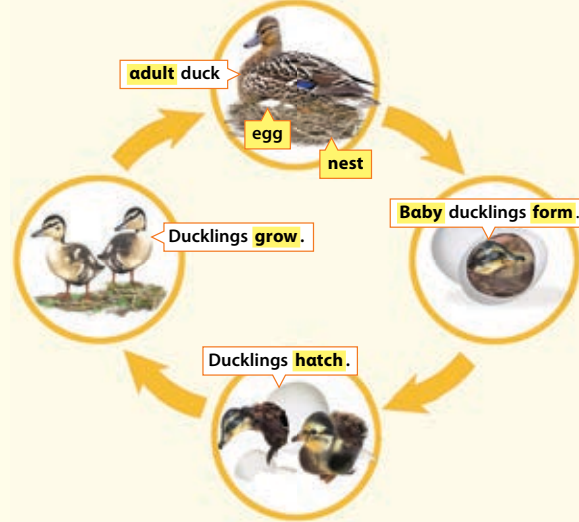 adult duck
egg
nest
Baby ducklings form.
Ducklings hatch.
Ducklings grow.